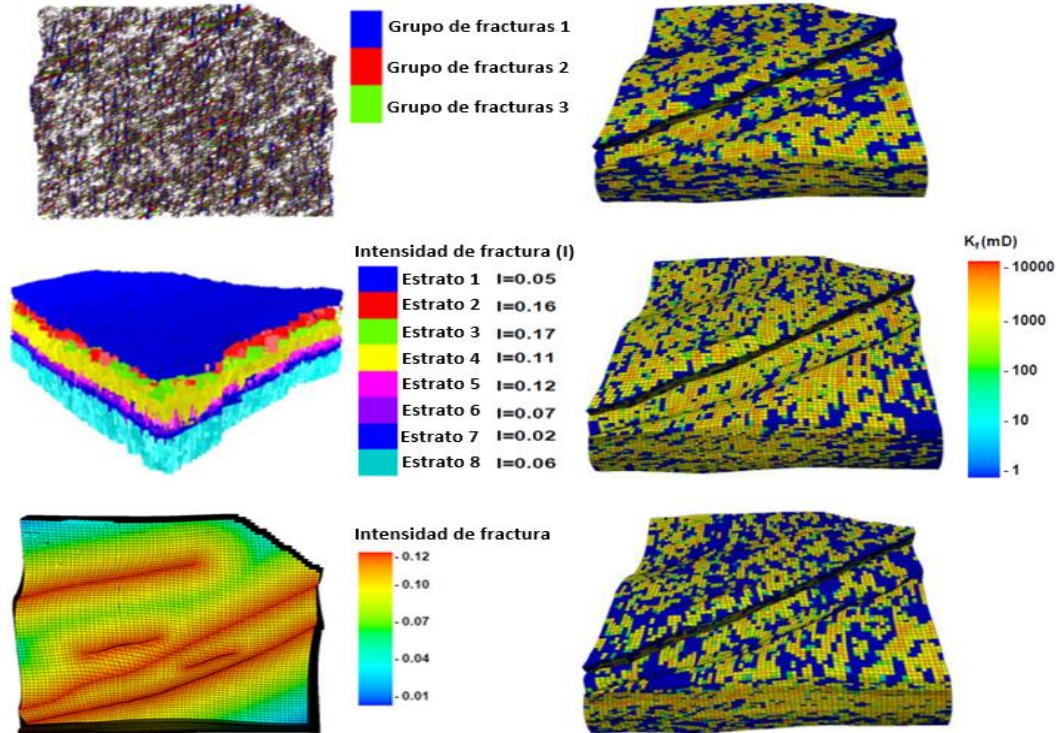 Grupo de fracturas 1
Grupo de fracturas 2
Grupo de fracturas 3
Intensidad de fractura (I)
Estrato 1 I=0.05
Estrato 2 I=0.16
Estrato 3 I=0.17
Estrato 4 I=0.11
Estrato 5 I=0.12
Estrato 6 I=0.07
Estrato 7 I=0.02
Estrato 8 I=0.06
Kf(mD)
- 10000
- 1000
- 100
- 10
- 1
Intensidad de fractura
- 0.12
- 0.10
- 0.07
- 0.04
- 0.01